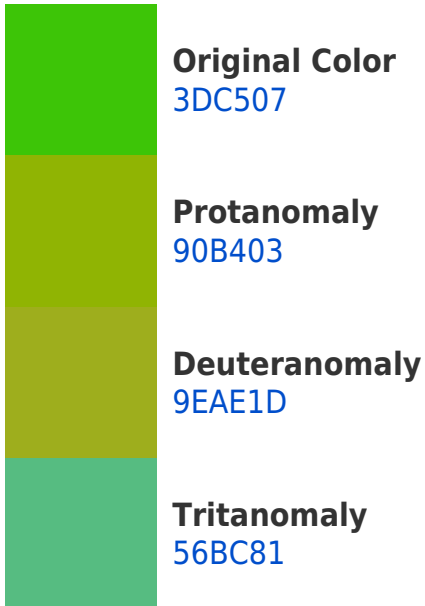 Original Color
3DC507
Protanomaly
90B403
Deuteranomaly
9EAE1D
Tritanomaly
56BC81